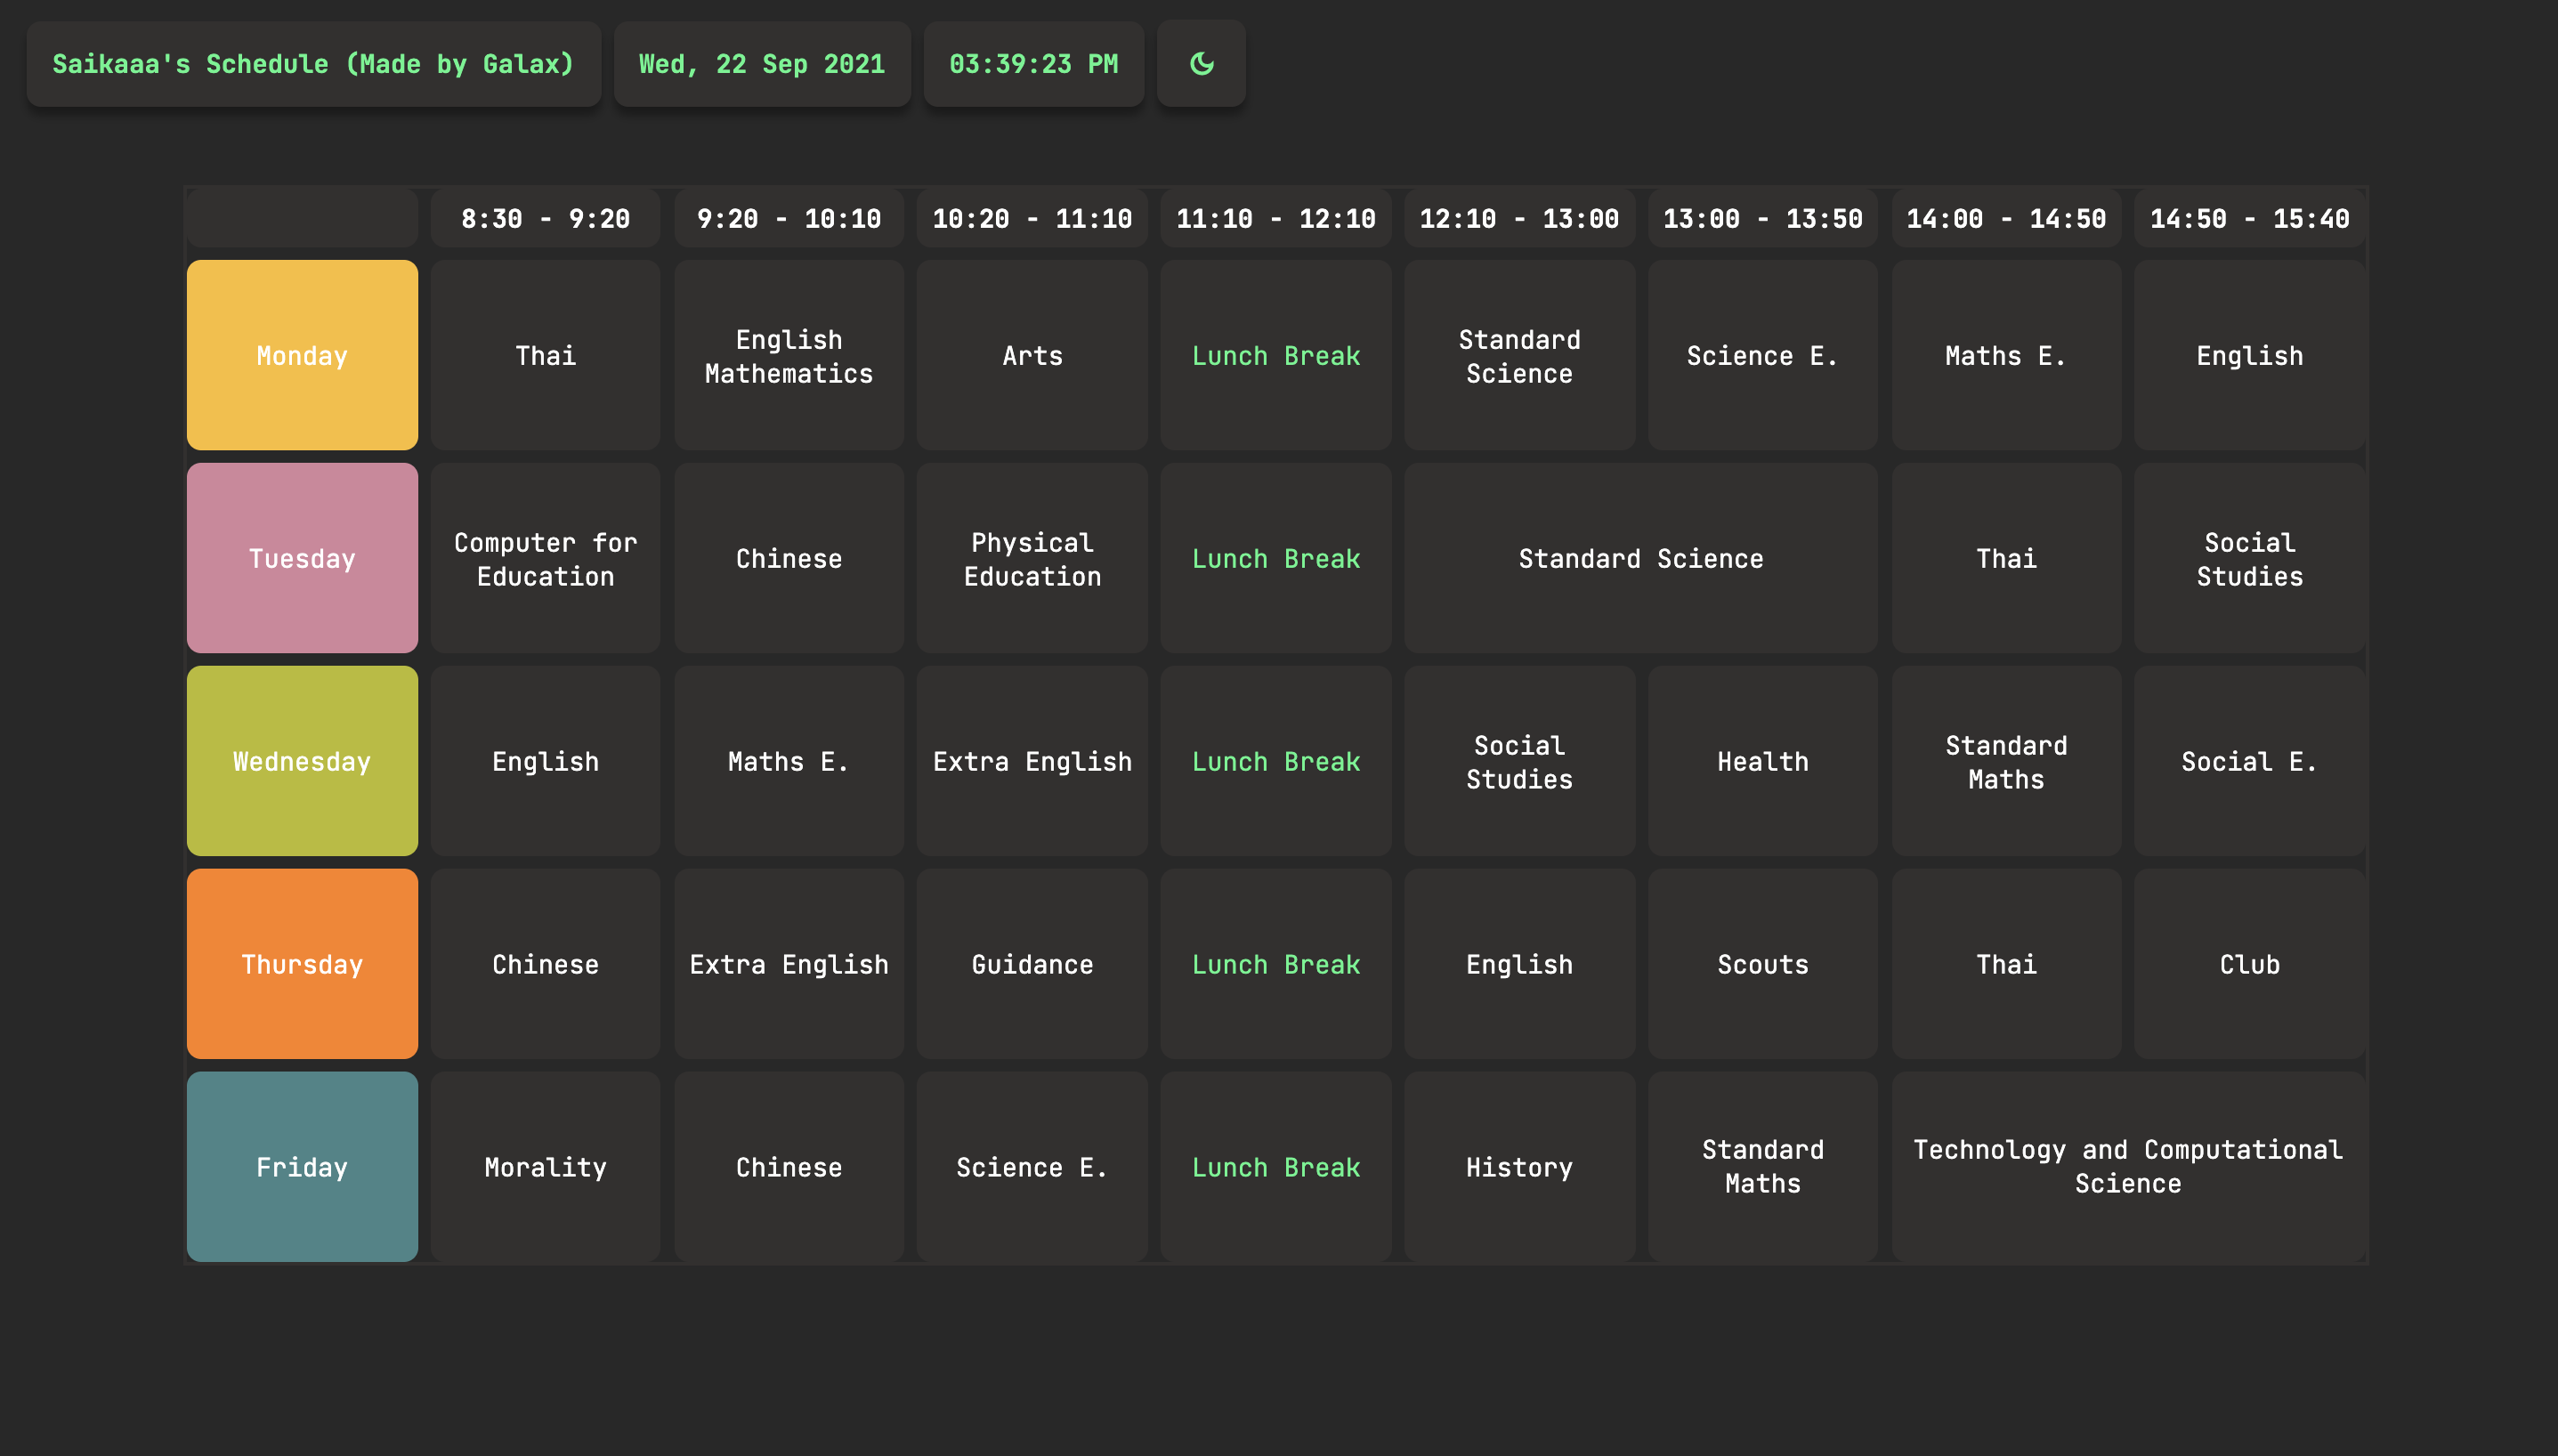 Saikaaa's Schedule (Made by Galax)
Wed, 22 Sep 2021
03:39:23 PM
8:30 - 9:20
9:20 - 10:10
10:20 - 11:10
11:10 - 12:10
12:10 - 13:00
13:00 - 13:50
14:00 - 14:50
14:50 - 15:40
Monday
Thai
English
Mathematics
Arts
Lunch Break
Standard
Science
Science E.
Maths E.
English
Tuesday
Computer for
Education
Chinese
Physical
Education
Lunch Break
Standard Science
Thai
Social
Studies
Wednesday
English
Maths E.
Extra English
Lunch Break
Social
Studies
Health
Standard
Maths
Social E.
Thursday
Chinese
Extra English
Guidance
Lunch Break
English
Scouts
Thai
Club
Friday
Morality
Chinese
Science E.
Lunch Break
History
Standard
Maths
Technology and Computational
Science